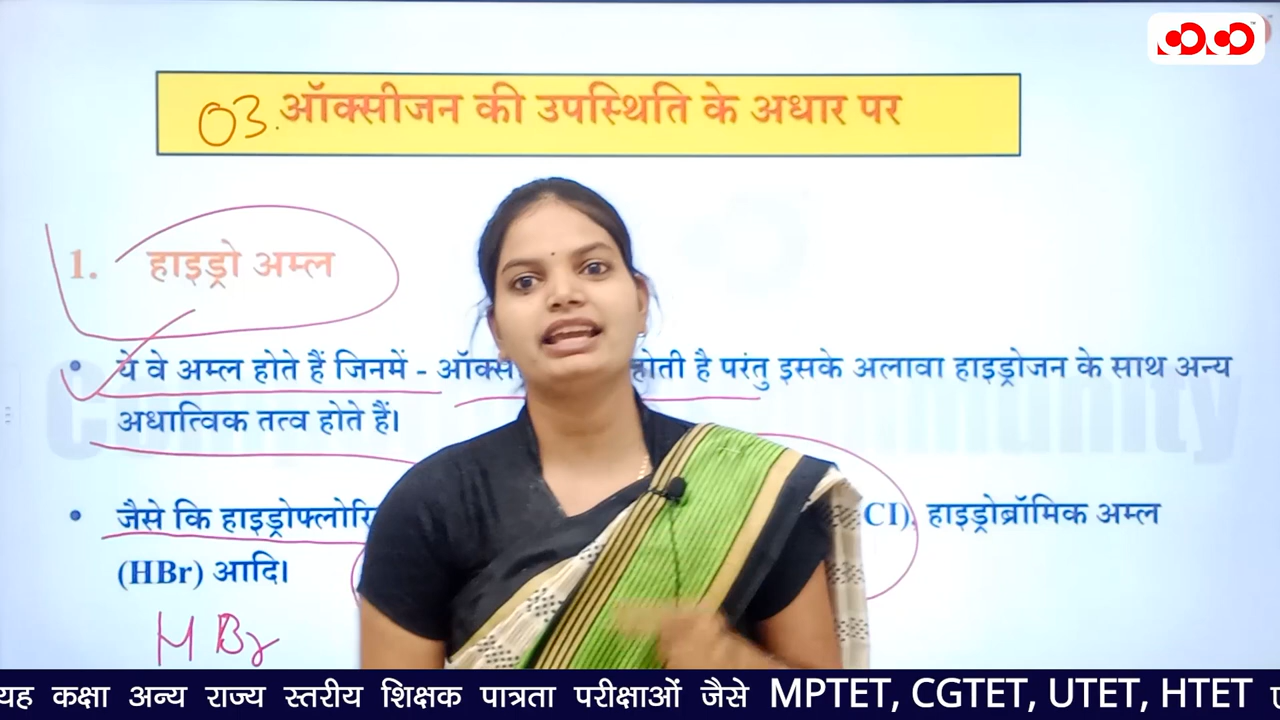 03. ऑक्सीजन की उपस्थिति के अधार पर
1. हाइड्रो अम्ल
• ये वे अम्ल होते हैं जिनमें - ऑक्स होती है परंतु इसके अलावा हाइड्रोजन के साथ अन्य
अधात्विक तत्व होते हैं।
• जैसे कि हाइड्रोफ्लोरि CI), हाइड्रोब्रॉमिक अम्ल
(HBr) आदि।
HBr
यह कक्षा अन्य राज्य स्तरीय शिक्षक पात्रता परीक्षाओं जैसे MPTET, CGTET, UTET, HTET